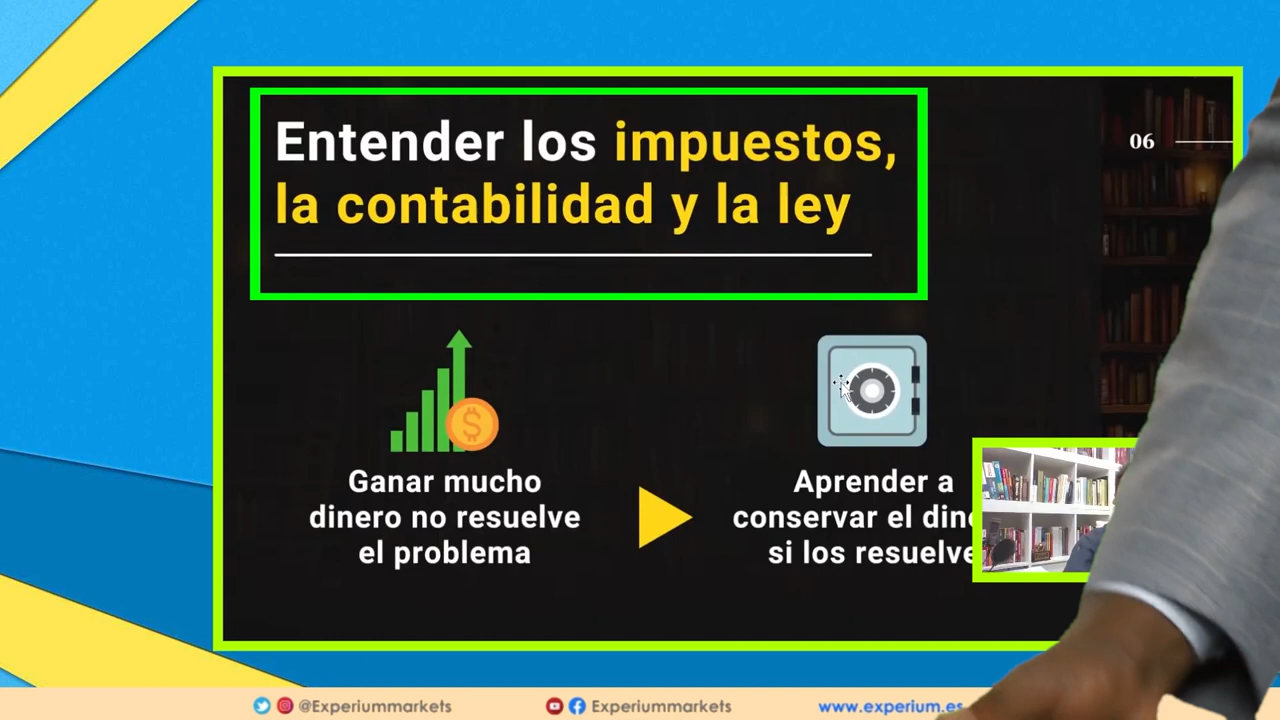 Entender los impuestos,
la contabilidad y la ley
06
Ganar mucho
dinero no resuelve
el problema
Aprender a
conservar el
si los resuelve
@Experiummarkets
Experiummarkets
www.experium.es